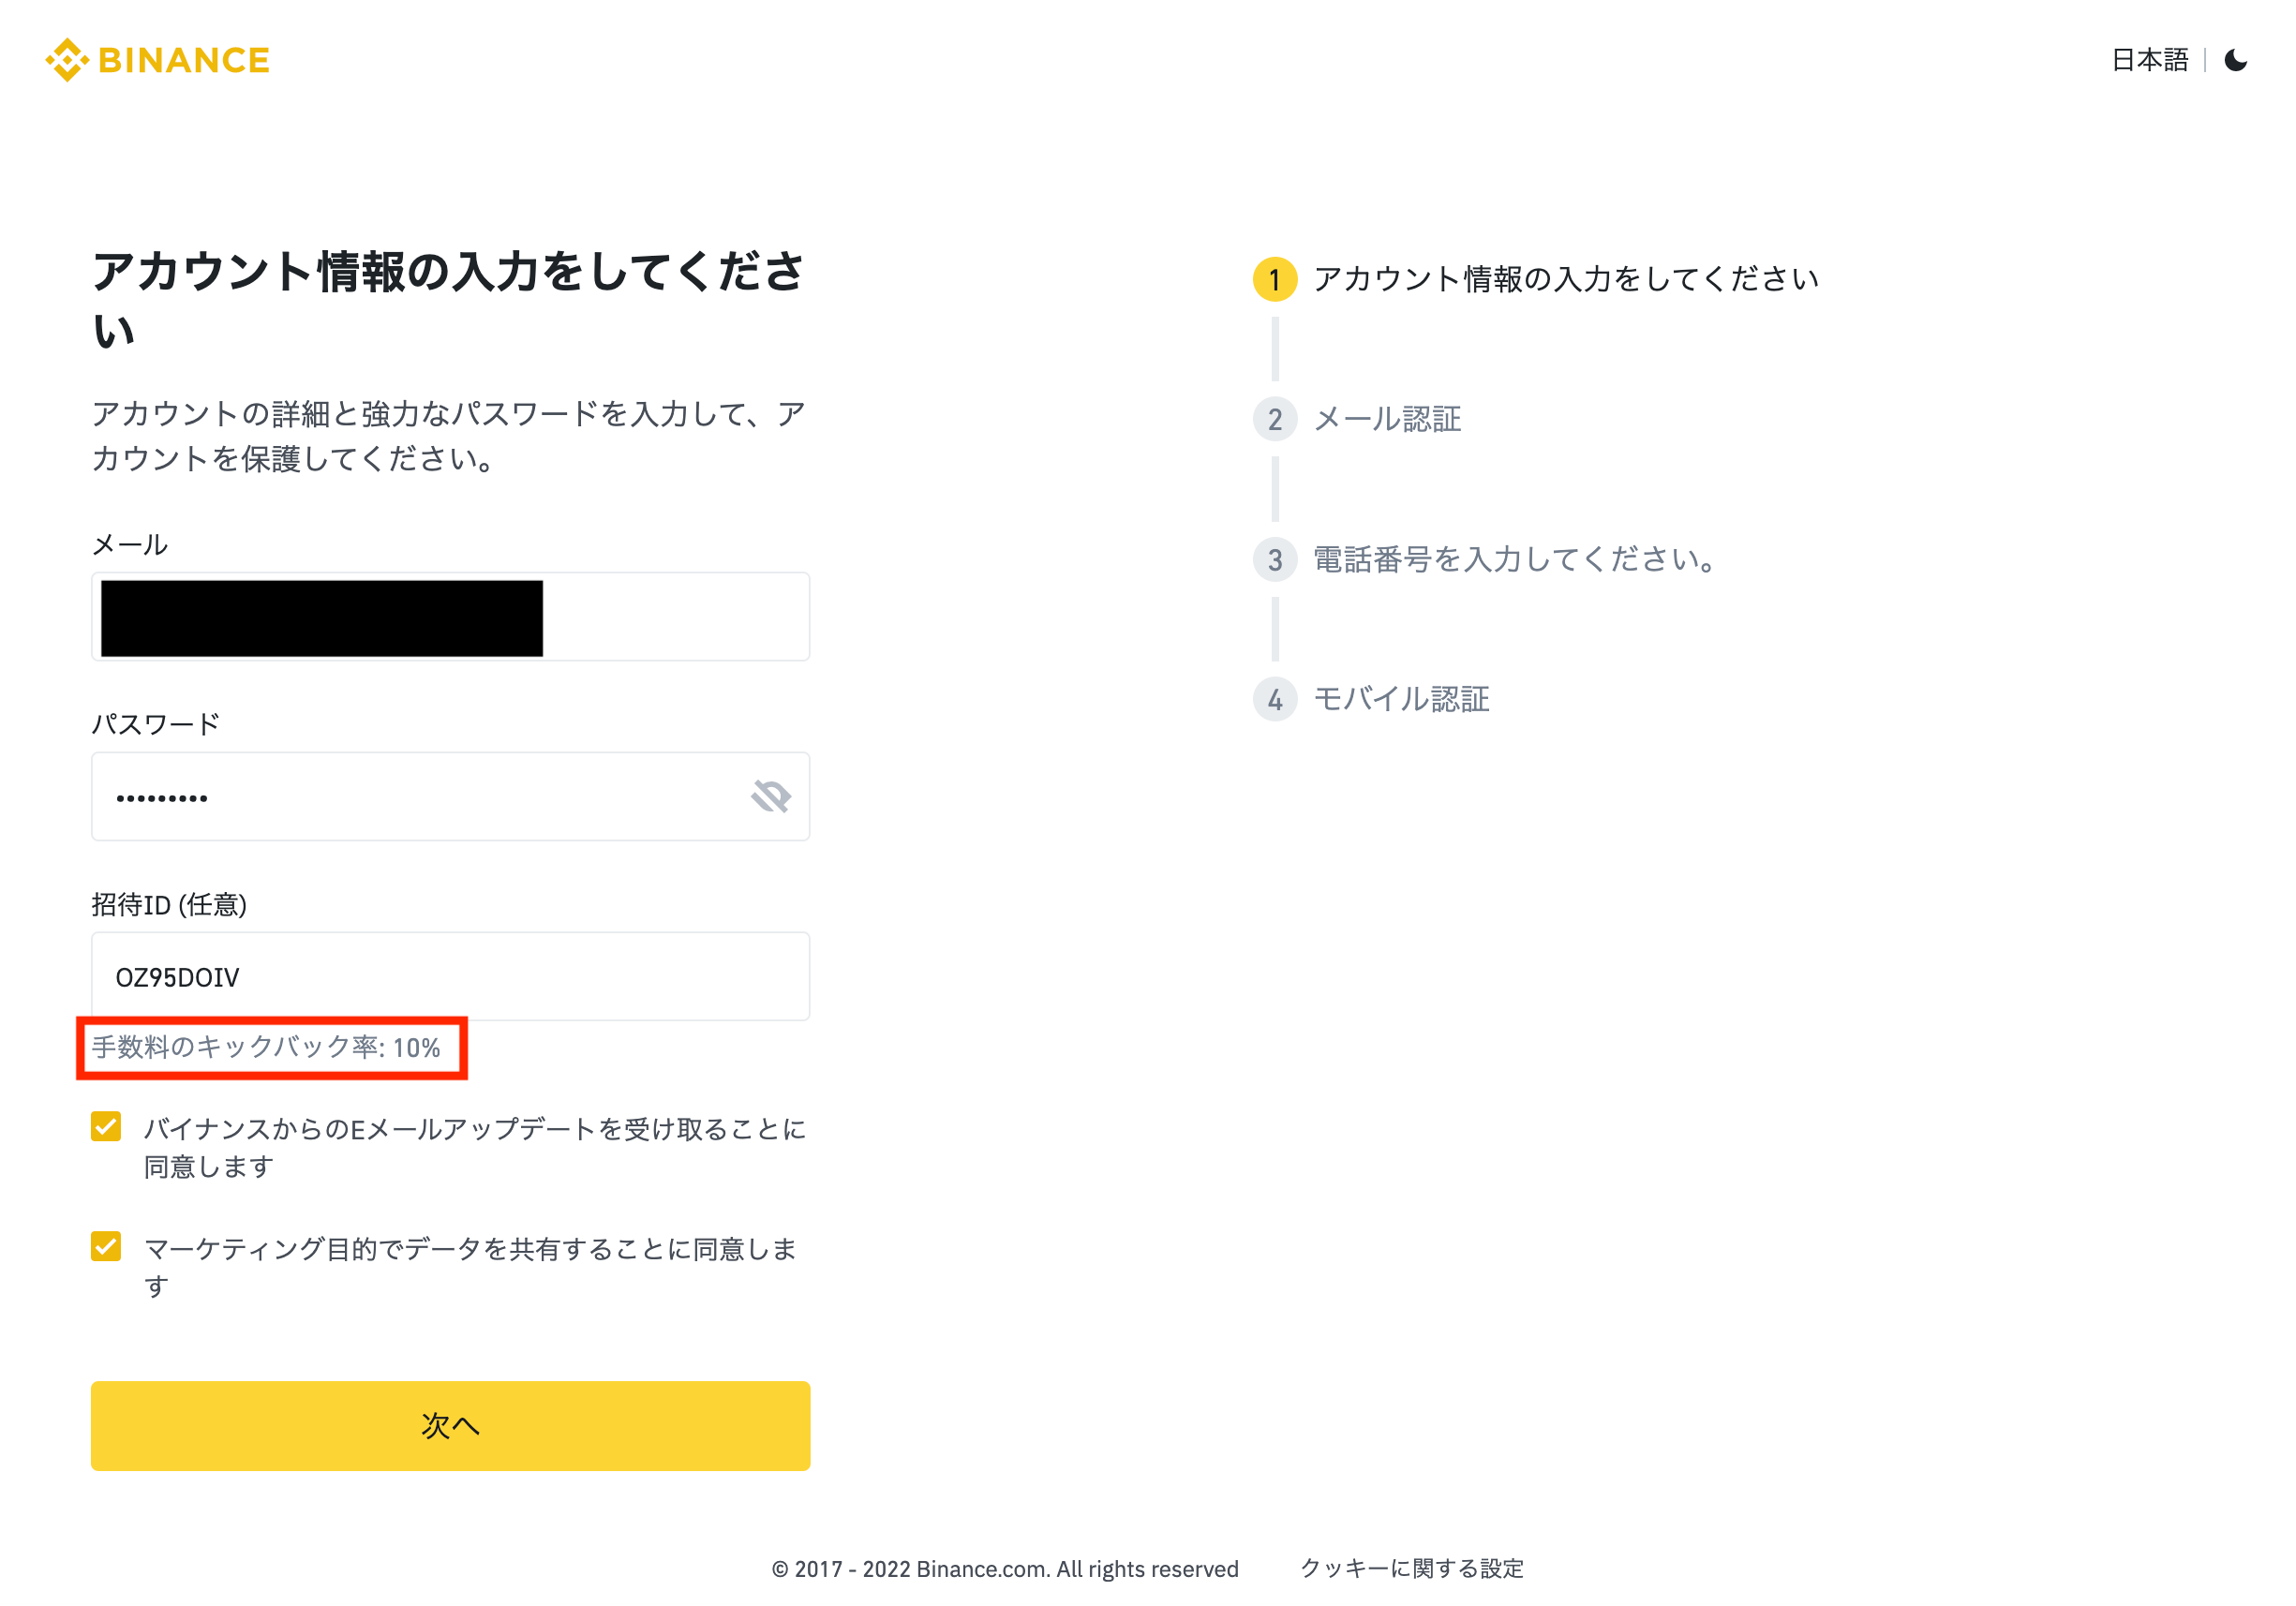 BINANCE
日本語
アカウント情報の入力をしてくださ
い
アカウントの詳細と強力なパスワードを入力して、ア
カウントを保護してください。
メール
パスワード
•••••••••
招待ID (任意)
OZ95DOIV
手数料のキックバック率: 10%
バイナンスからのEメールアップデートを受け取ることに
同意します
マーケティング目的でデータを共有することに同意しま
す
次へ
1 アカウント情報の入力をしてください
2 メール認証
3 電話番号を入力してください。
4 モバイル認証
© 2017 - 2022 Binance.com. All rights reserved
クッキーに関する設定